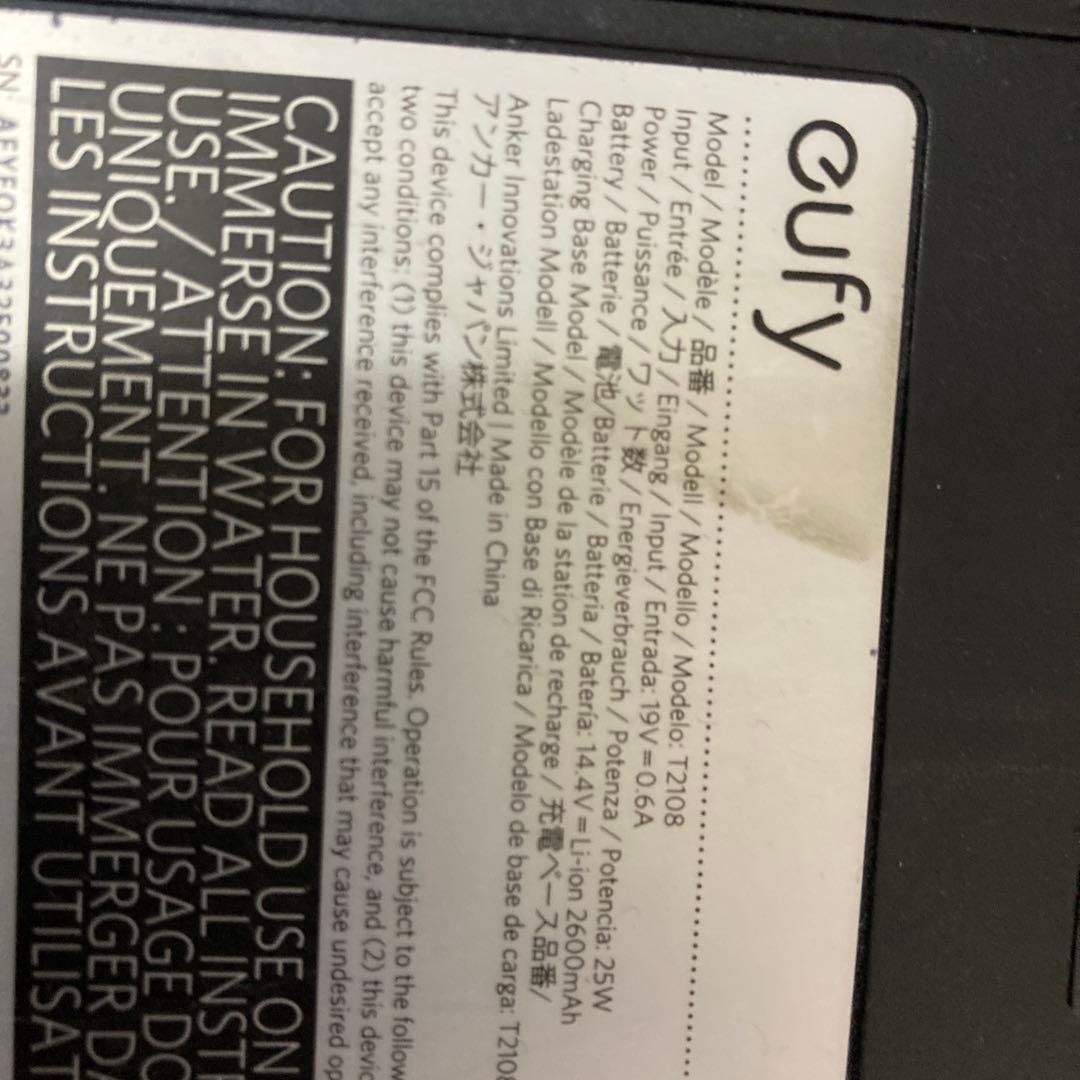 eufy
Model / Modèle / 品番 / Modell / Modello / Modelo: T2108
Input / Entrée / 入力 / Eingang / Input / Entrada: 19V⎓0.6A
Power / Puissance / ワット数 / Energieverbrauch / Potenza / Potencia: 25W
Battery / Batterie / 電池/Batterie / Batteria / Batería: 14.4V⎓Li-ion 2600mAh
Charging Base Model / Modèle de la station de recharge / 充電ベース品番/
Ladestation Modell / Modello con Base di Ricarica / Modelo de base de carga: T2108
Anker Innovations Limited | Made in China
アンカー・ジャパン株式会社
This device complies with Part 15 of the FCC Rules. Operation is subject to the follow
two conditions: (1) this device may not cause harmful interference, and (2) this devic
accept any interference received, including interference that may cause undesired op
CAUTION: FOR HOUSEHOLD USE ON
IMMERSE IN WATER. READ ALL INST
USE. / ATTENTION : POUR USAGE DO
UNIQUEMENT. NE PAS IMMERGER DA
LES INSTRUCTIONS AVANT UTILISAT
SN: